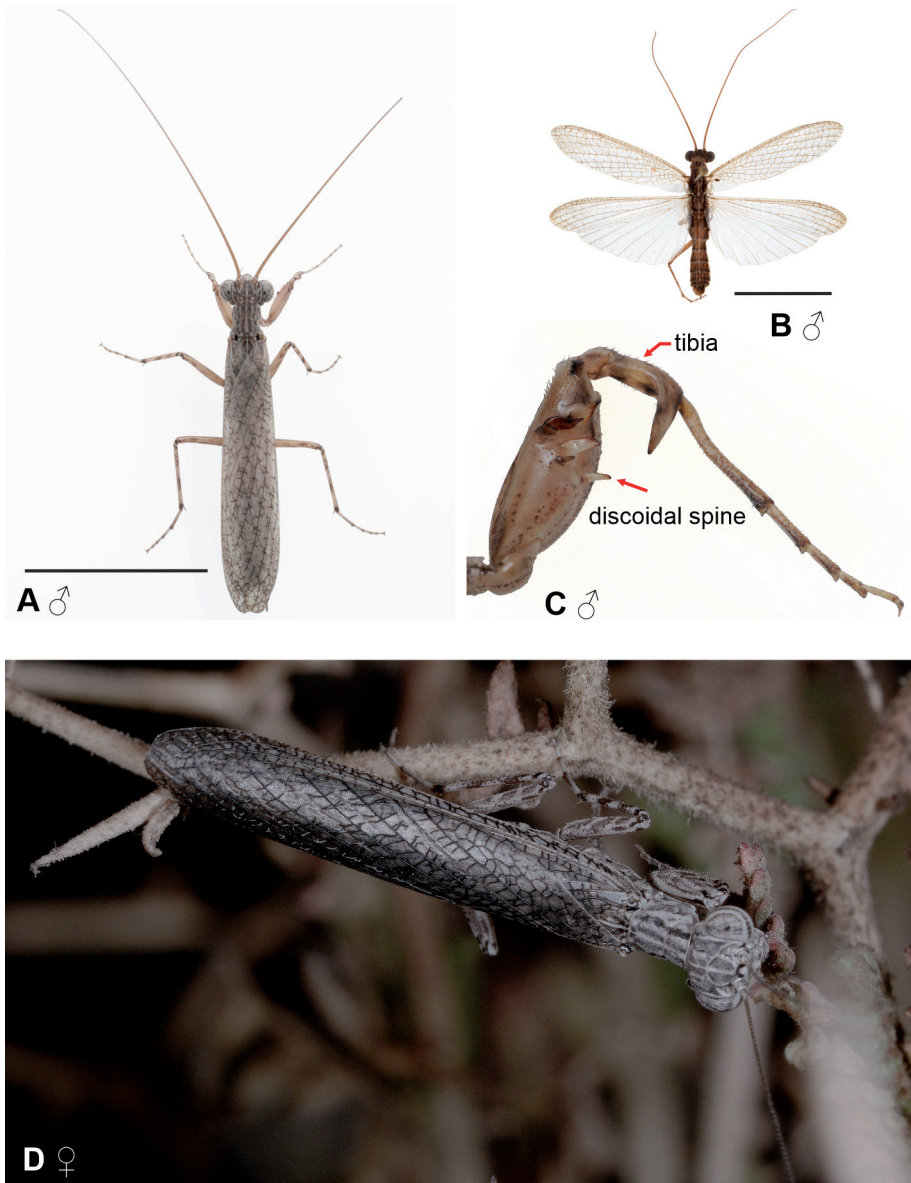 A ♂
B ♂
tibia
discoidal spine
C ♂
D ♀